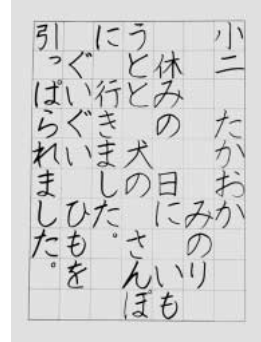 小二 たかおか
みのり
休みの 日に いも
うとと 犬の さんぽ
に 行きました。
ぐいぐい ひもを
引っぱられました。